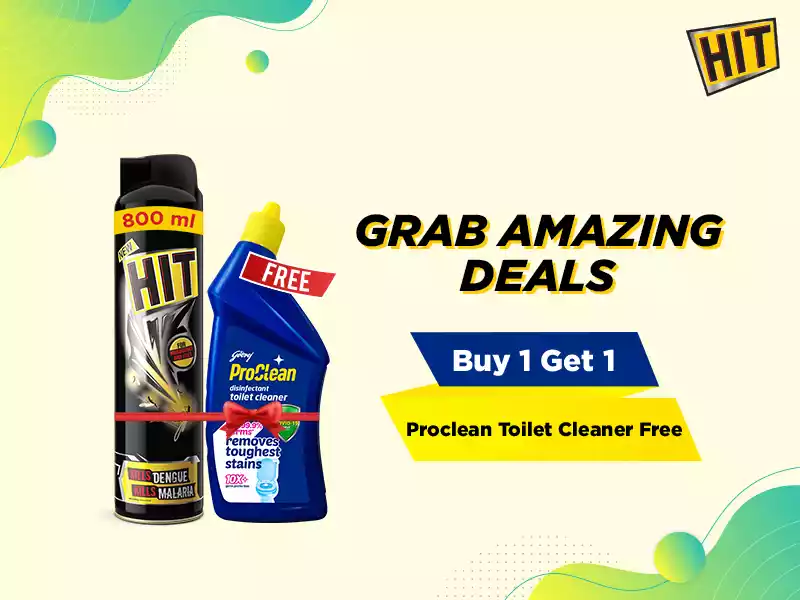 HIT
800 ml
NEW
HIT
FREE
GRAB AMAZING
DEALS
Godrej
ProClean
disinfectant
toilet cleaner
Buy 1 Get 1
Proclean Toilet Cleaner Free
removes
toughest
stains
10X+
KILLS DENGUE
KILLS MALARIA